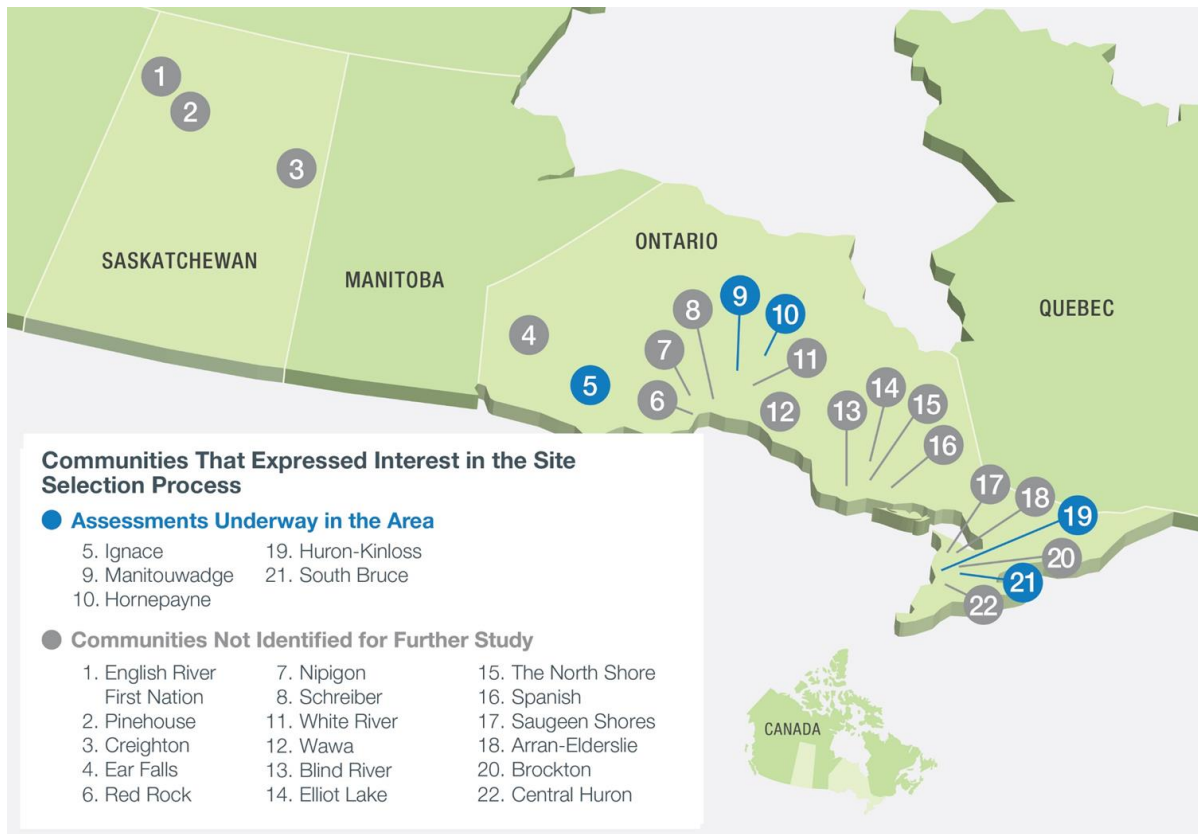 1
2
3
SASKATCHEWAN
MANITOBA
ONTARIO
QUEBEC
4
5
6
7
8
9
10
11
12
13
14
15
16
17
18
19
20
21
22
Communities That Expressed Interest in the Site
Selection Process
Assessments Underway in the Area
5. Ignace
9. Manitouwadge
10. Hornepayne
19. Huron-Kinloss
21. South Bruce
Communities Not Identified for Further Study
1. English River
First Nation
2. Pinehouse
3. Creighton
4. Ear Falls
6. Red Rock
7. Nipigon
8. Schreiber
11. White River
12. Wawa
13. Blind River
14. Elliot Lake
15. The North Shore
16. Spanish
17. Saugeen Shores
18. Arran-Elderslie
20. Brockton
22. Central Huron
CANADA